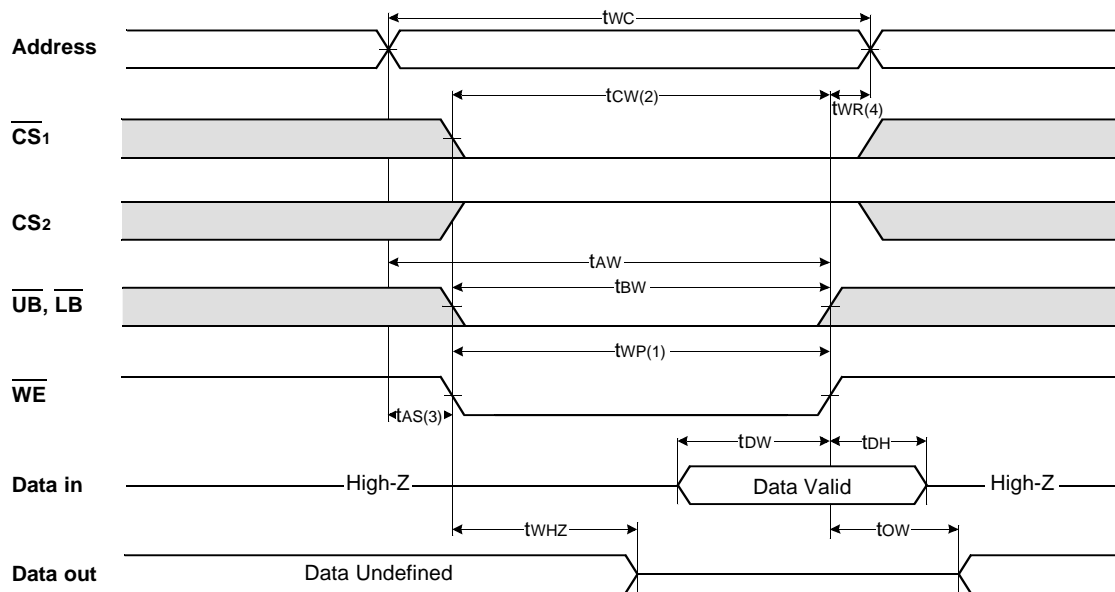 tWC
Address
tCW(2)
tWR(4)
CS1
CS2
tAW
tBW
UB, LB
tWP(1)
WE
tAS(3)
tDW
tDH
Data in
High-Z
Data Valid
High-Z
tWHZ
tOW
Data out
Data Undefined